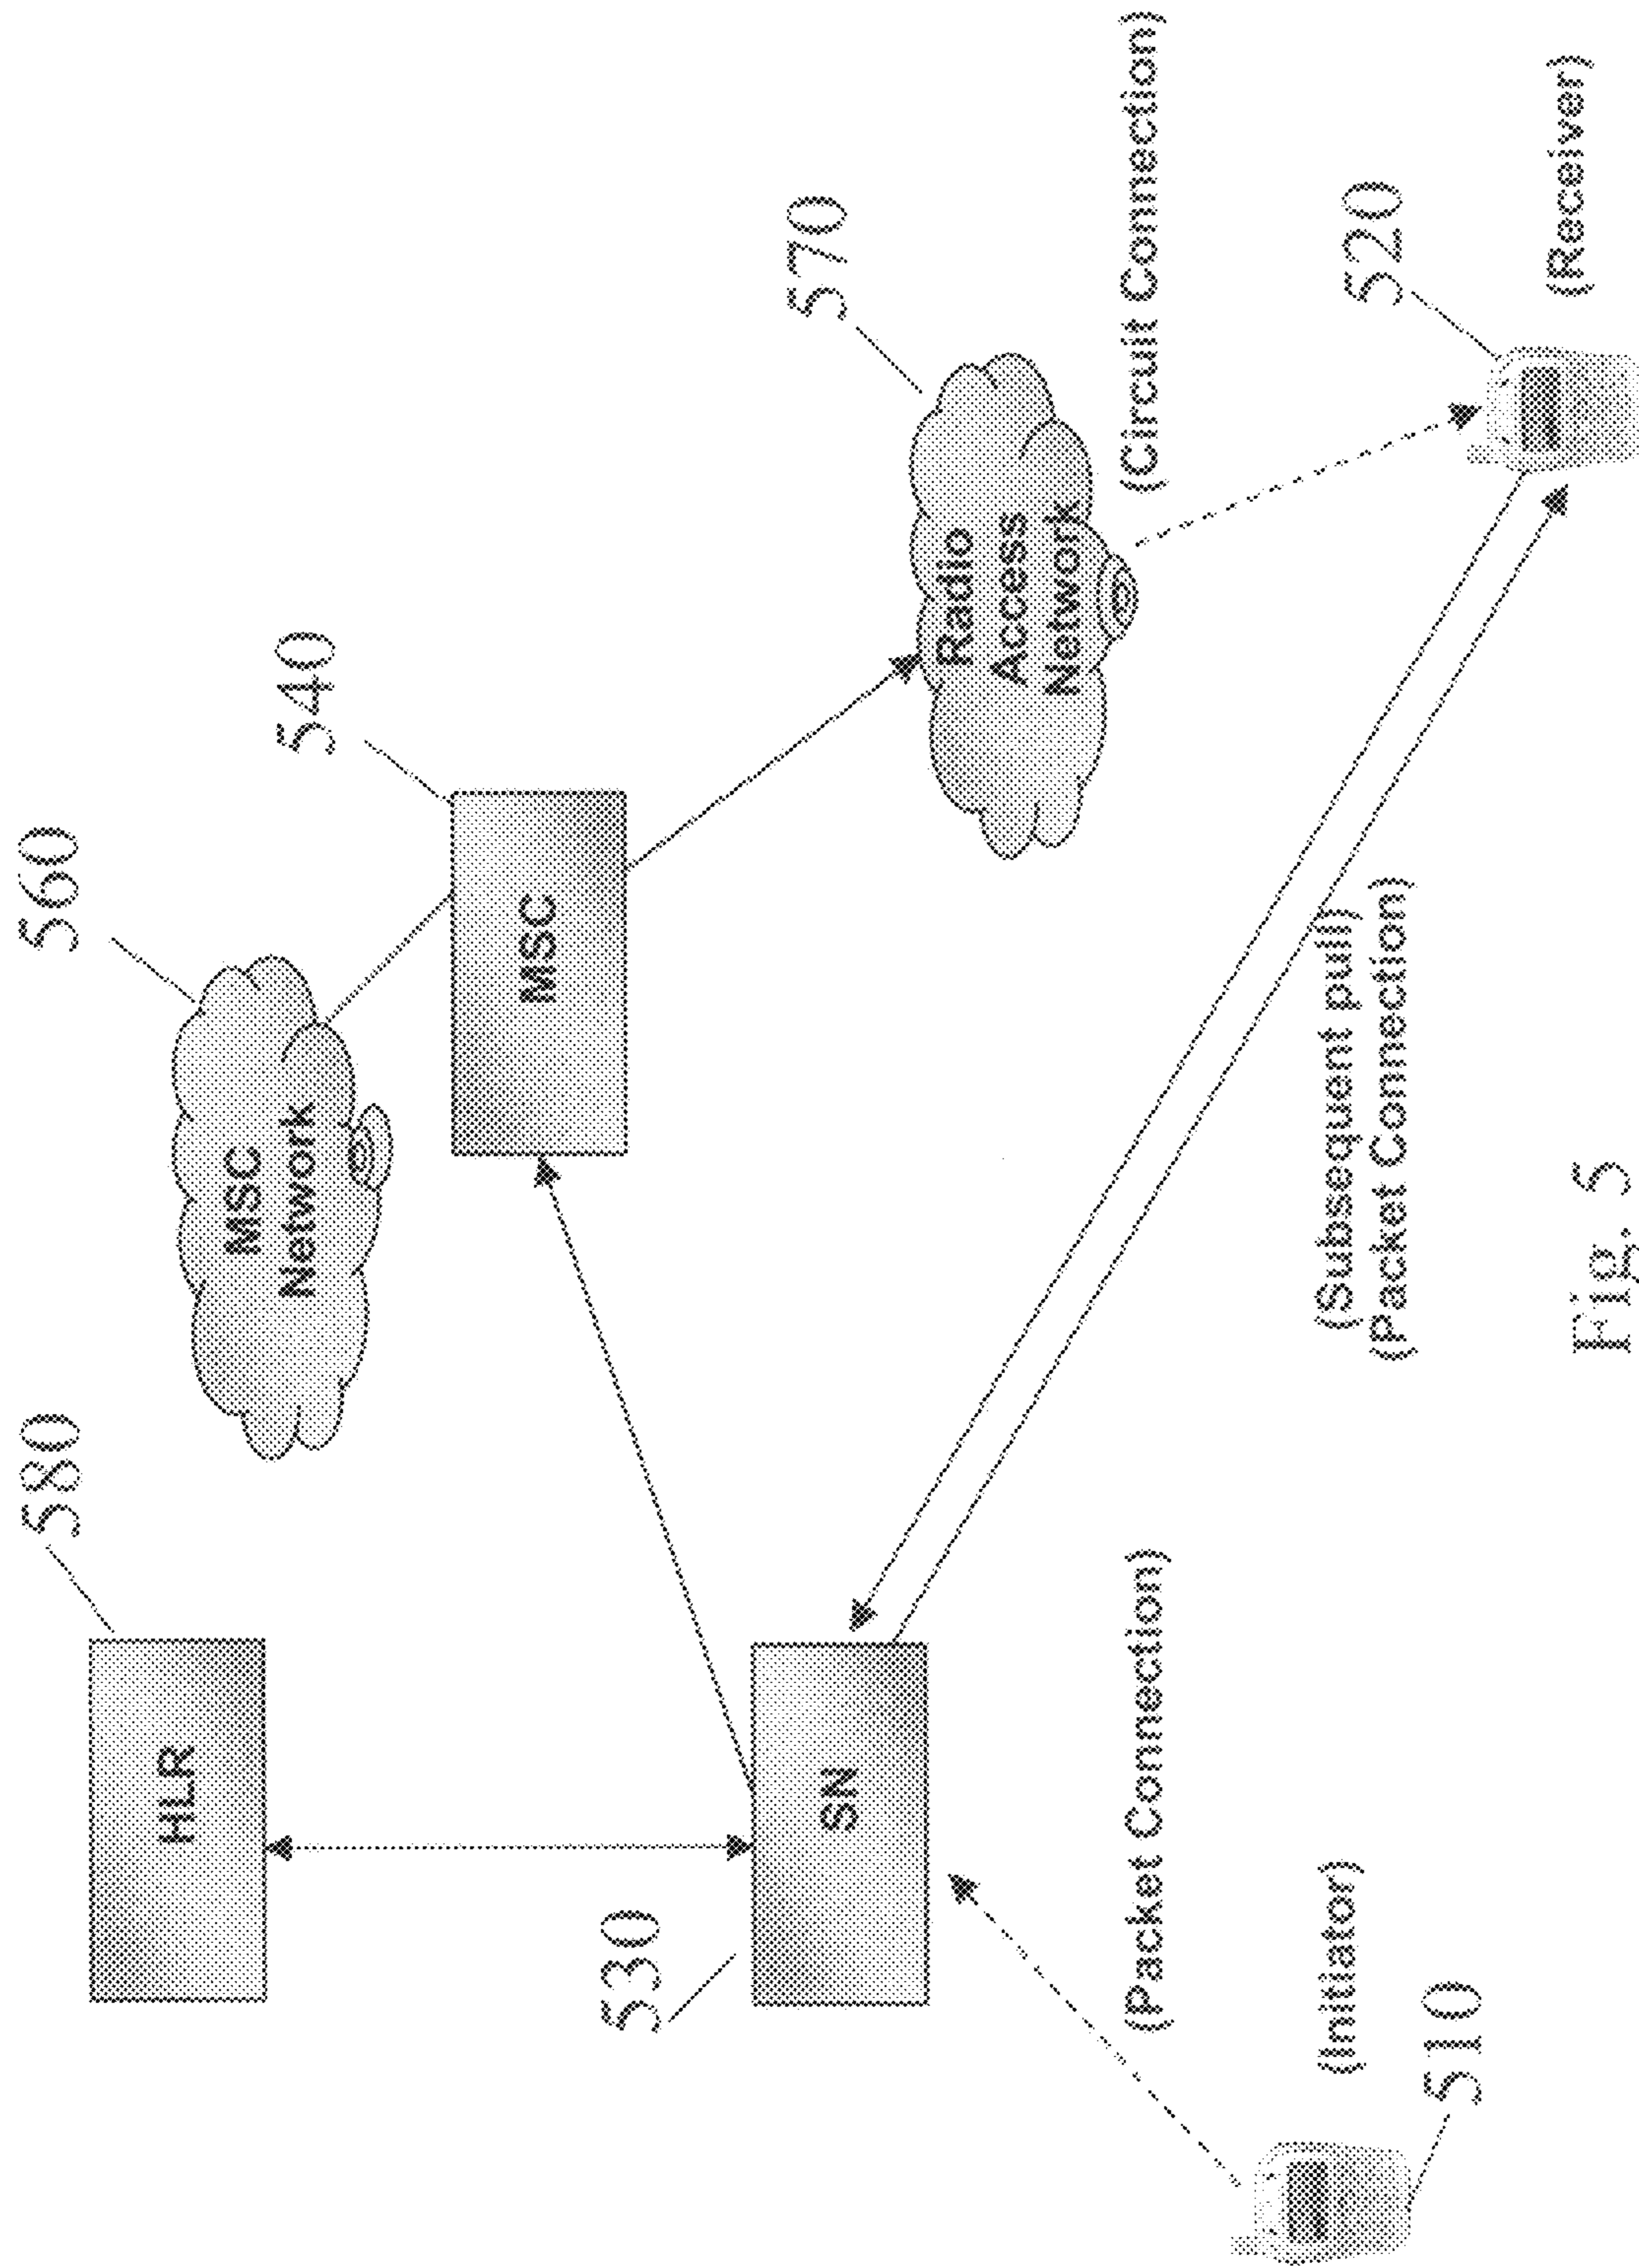 580
560
HLR
MSC
Network
540
MSC
530
SN
570
Radio
Access
Network
(Packet Connection)
(Circuit Connection)
(Initiator)
510
(Subsequent pull)
(Packet Connection)
520
(Receiver)
Fig. 5